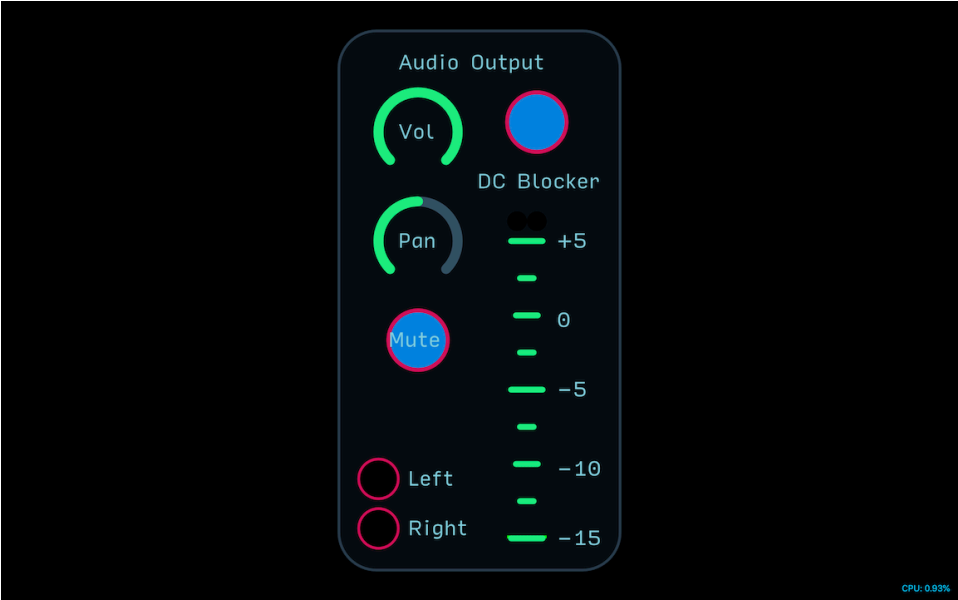 Audio Output
Vol
DC Blocker
Pan
+5
0
Mute
-5
-10
Left
Right
-15
CPU: 0.93%